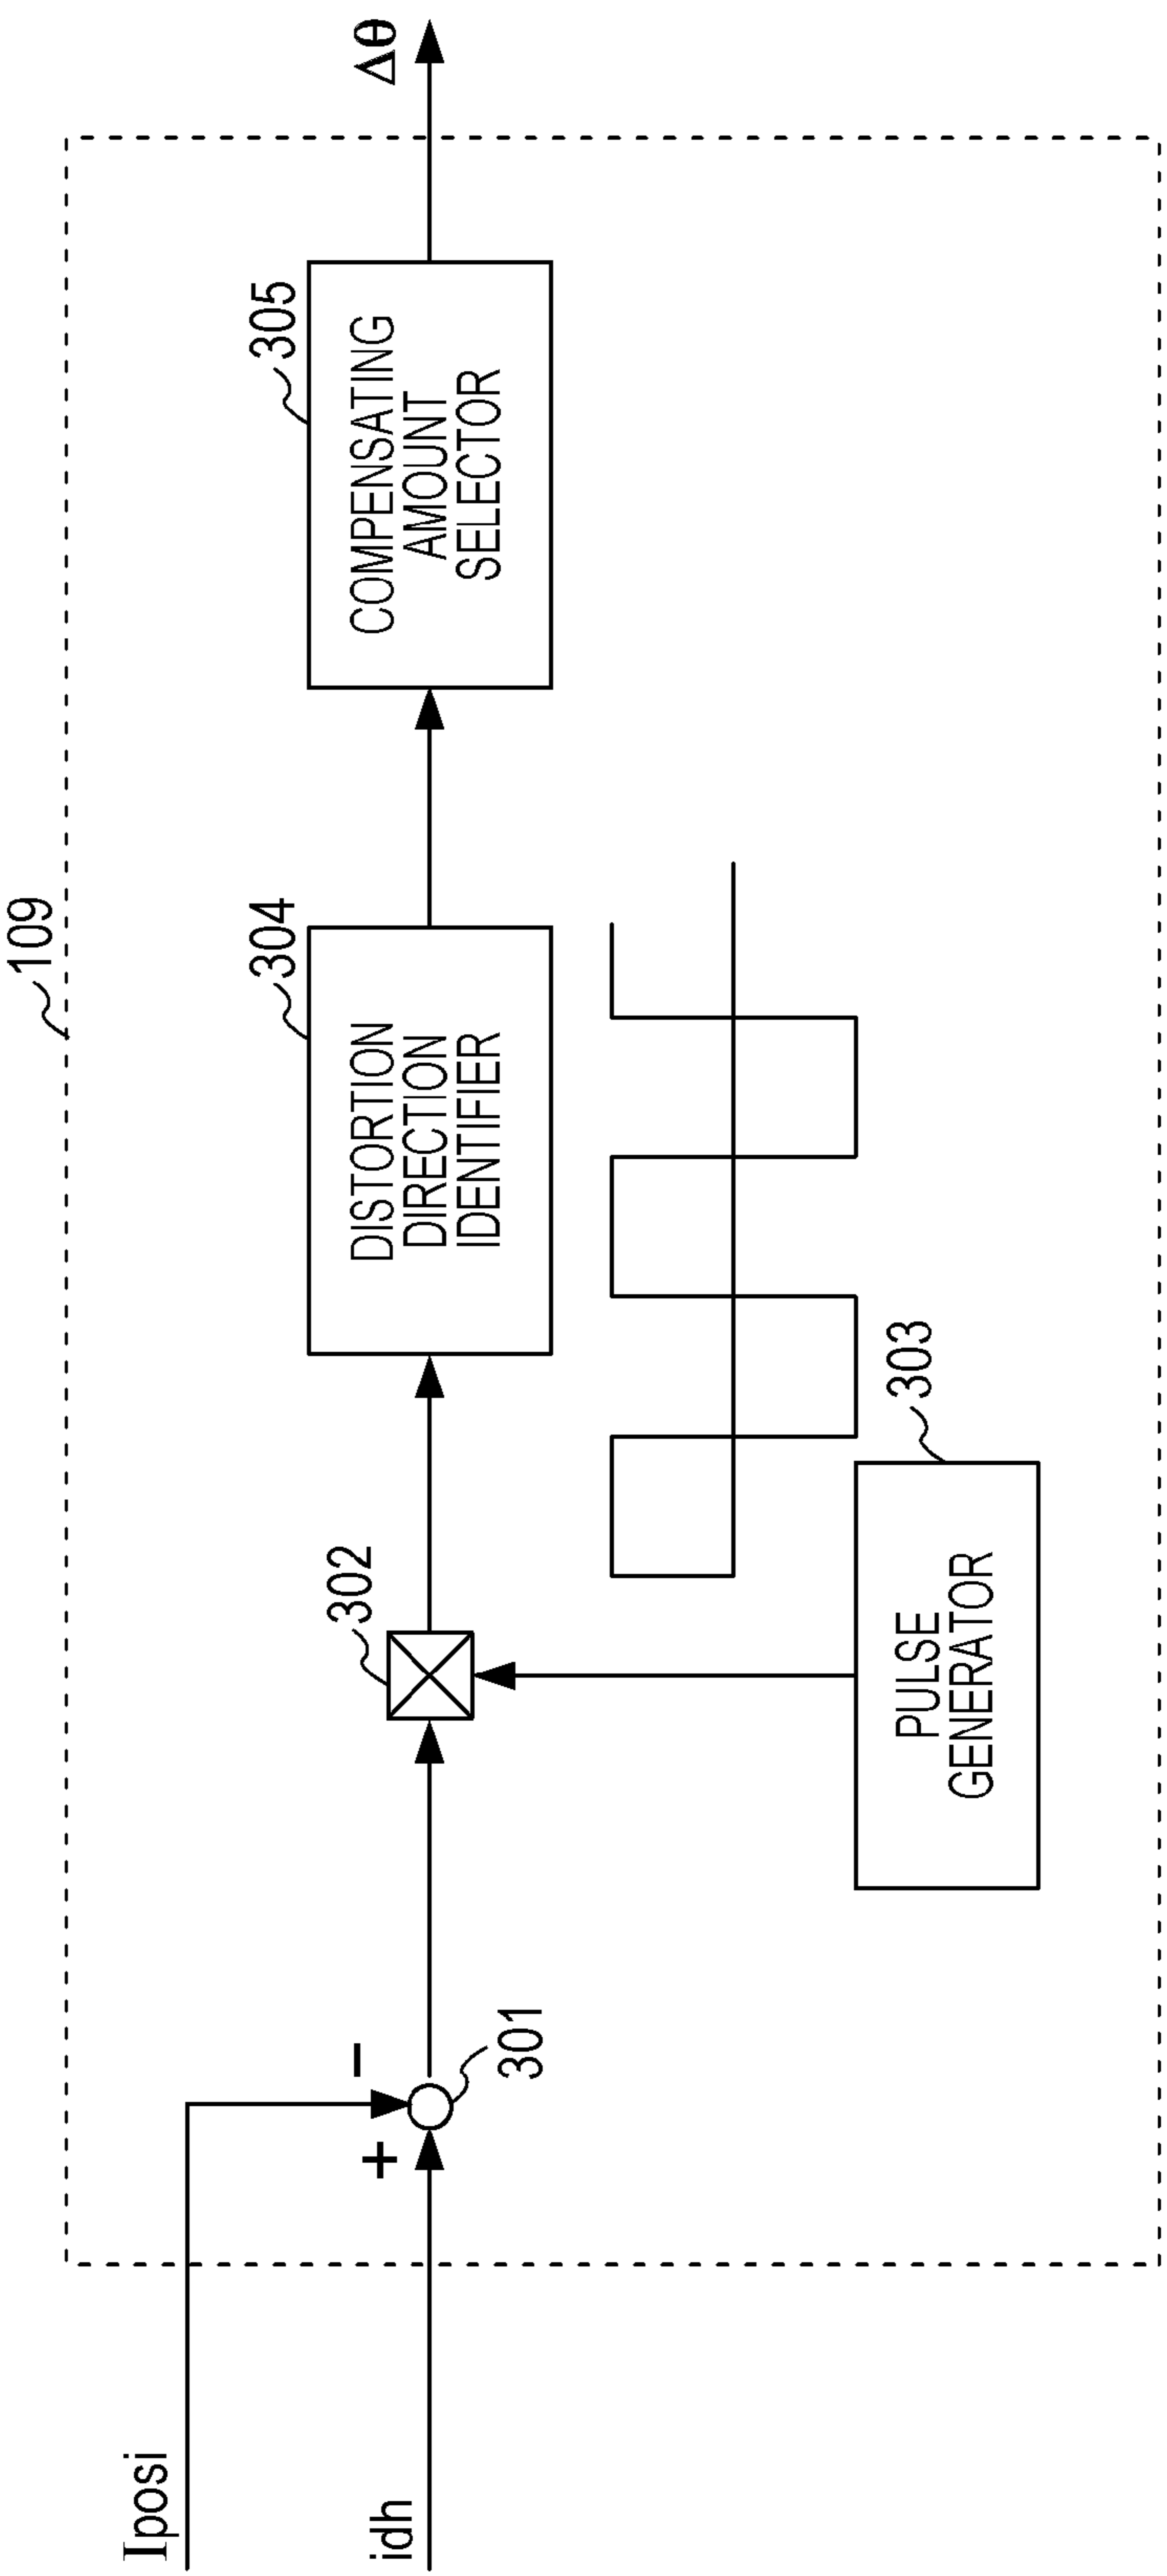 109
Iposi
idh
+
−
301
302
PULSE
GENERATOR
303
DISTORTION
DIRECTION
IDENTIFIER
304
COMPENSATING
AMOUNT
SELECTOR
305
Δθ